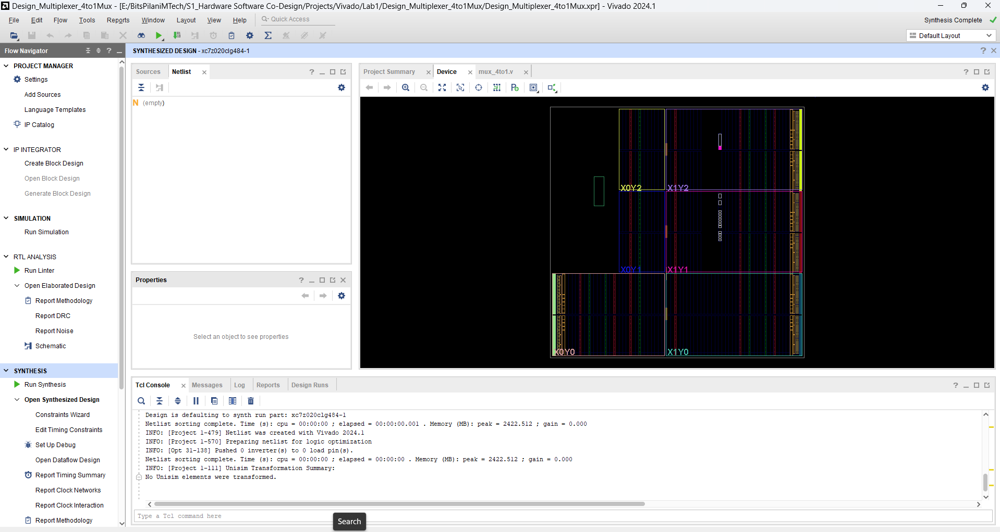 Design_Multiplexer_4to1Mux - [E:/BitsPilaniMTech/S1_Hardware Software Co-Design/Projects/Vivado/Lab1/Design_Multiplexer_4to1Mux/Design_Multiplexer_4to1Mux.xpr] - Vivado 2024.1
File Edit Flow Tools Reports Window Layout View Help Quick Access
Synthesis Complete
Default Layout
Flow Navigator
PROJECT MANAGER
Settings
Add Sources
Language Templates
IP Catalog
IP INTEGRATOR
Create Block Design
Open Block Design
Generate Block Design
SIMULATION
Run Simulation
RTL ANALYSIS
Run Linter
Open Elaborated Design
Report Methodology
Report DRC
Report Noise
Schematic
SYNTHESIS
Run Synthesis
Open Synthesized Design
Constraints Wizard
Edit Timing Constraints
Set Up Debug
Open Dataflow Design
Report Timing Summary
Report Clock Networks
Report Clock Interaction
Report Methodology
SYNTHESIZED DESIGN - xc7z020clg484-1
Sources Netlist
N (empty)
Properties
Select an object to see properties
Project Summary Device mux_4to1.v
X0Y2 X1Y2
X0Y1 X1Y1
X0Y0 X1Y0
Tcl Console Messages Log Reports Design Runs
Design is defaulting to synth run part: xc7z020clg484-1
Netlist sorting complete. Time (s): cpu = 00:00:00 ; elapsed = 00:00:00.001 . Memory (MB): peak = 2422.512 ; gain = 0.000
INFO: [Project 1-479] Netlist was created with Vivado 2024.1
INFO: [Project 1-570] Preparing netlist for logic optimization
INFO: [Opt 31-138] Pushed 0 inverter(s) to 0 load pin(s).
Netlist sorting complete. Time (s): cpu = 00:00:00 ; elapsed = 00:00:00 . Memory (MB): peak = 2422.512 ; gain = 0.000
INFO: [Project 1-111] Unisim Transformation Summary:
No Unisim elements were transformed.
Type a Tcl command here
Search